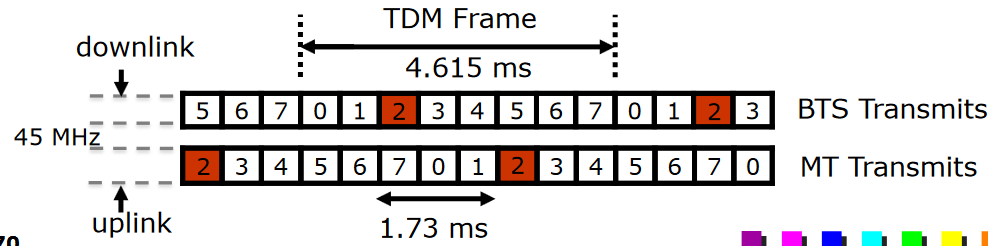 TDM Frame
downlink
4.615 ms
5 6 7 0 1 2 3 4 5 6 7 0 1 2 3
BTS Transmits
45 MHz
2 3 4 5 6 7 0 1 2 3 4 5 6 7 0
MT Transmits
uplink
1.73 ms